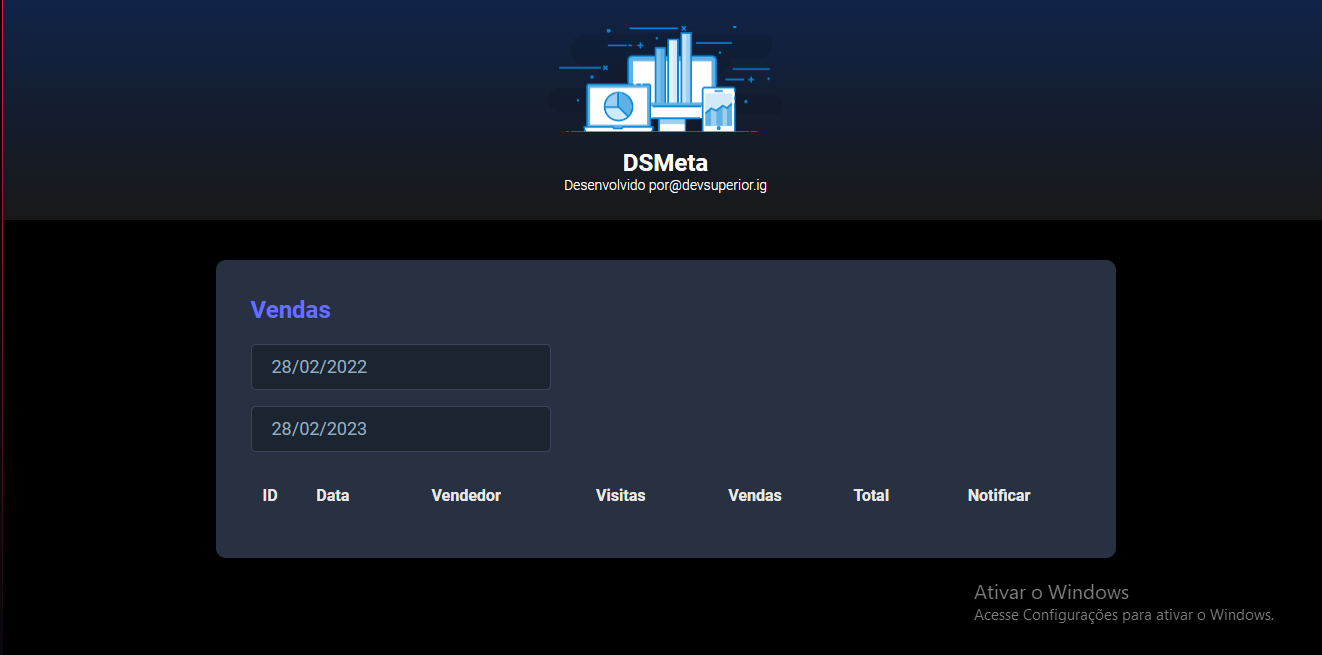 DSMeta
Desenvolvido por@devsuperior.ig
Vendas
28/02/2022
28/02/2023
ID Data Vendedor Visitas Vendas Total Notificar
Ativar o Windows
Acesse Configurações para ativar o Windows.